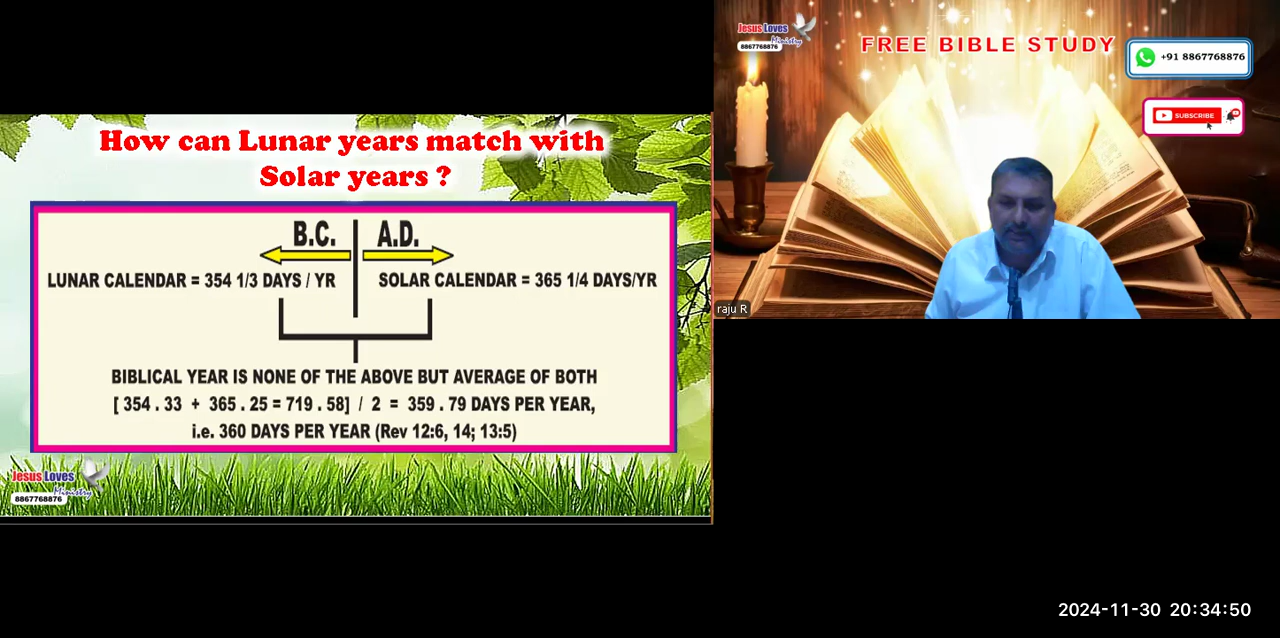 How can Lunar years match with
Solar years ?
B.C. A.D.
LUNAR CALENDAR = 354 1/3 DAYS / YR SOLAR CALENDAR = 365 1/4 DAYS/YR
BIBLICAL YEAR IS NONE OF THE ABOVE BUT AVERAGE OF BOTH
[ 354 . 33 + 365 . 25 = 719 . 58] / 2 = 359 . 79 DAYS PER YEAR,
i.e. 360 DAYS PER YEAR (Rev 12:6, 14; 13:5)
Jesus Loves
Ministry
8867768876
Jesus Loves
Ministry
8867768876
FREE BIBLE STUDY
+91 8867768876
SUBSCRIBE
raju R
2024-11-30 20:34:50